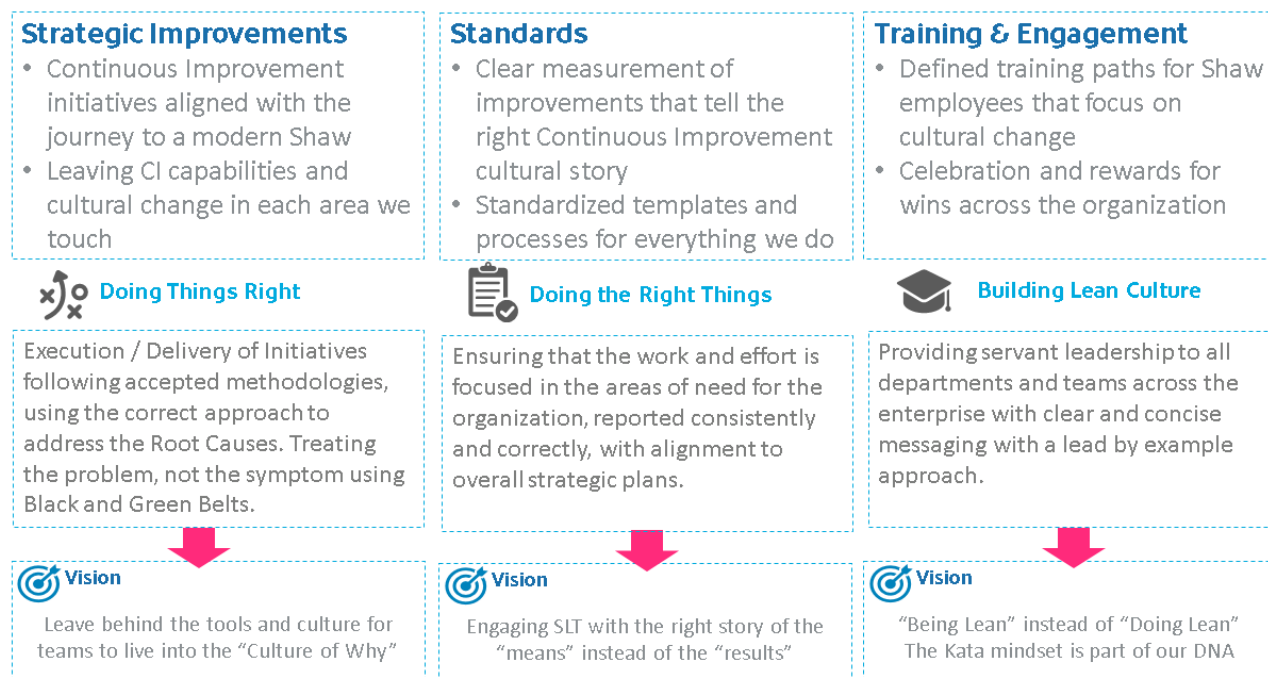 Strategic Improvements
• Continuous Improvement
initiatives aligned with the
journey to a modern Shaw
• Leaving CI capabilities and
cultural change in each area we
touch
Standards
• Clear measurement of
improvements that tell the
right Continuous Improvement
cultural story
• Standardized templates and
processes for everything we do
Training & Engagement
• Defined training paths for Shaw
employees that focus on
cultural change
• Celebration and rewards for
wins across the organization
Doing Things Right
Doing the Right Things
Building Lean Culture
Execution / Delivery of Initiatives
following accepted methodologies,
using the correct approach to
address the Root Causes. Treating
the problem, not the symptom using
Black and Green Belts.
Ensuring that the work and effort is
focused in the areas of need for the
organization, reported consistently
and correctly, with alignment to
overall strategic plans.
Providing servant leadership to all
departments and teams across the
enterprise with clear and concise
messaging with a lead by example
approach.
Vision
Leave behind the tools and culture for
teams to live into the “Culture of Why”
Vision
Engaging SLT with the right story of the
“means” instead of the “results”
Vision
“Being Lean” instead of “Doing Lean”
The Kata mindset is part of our DNA